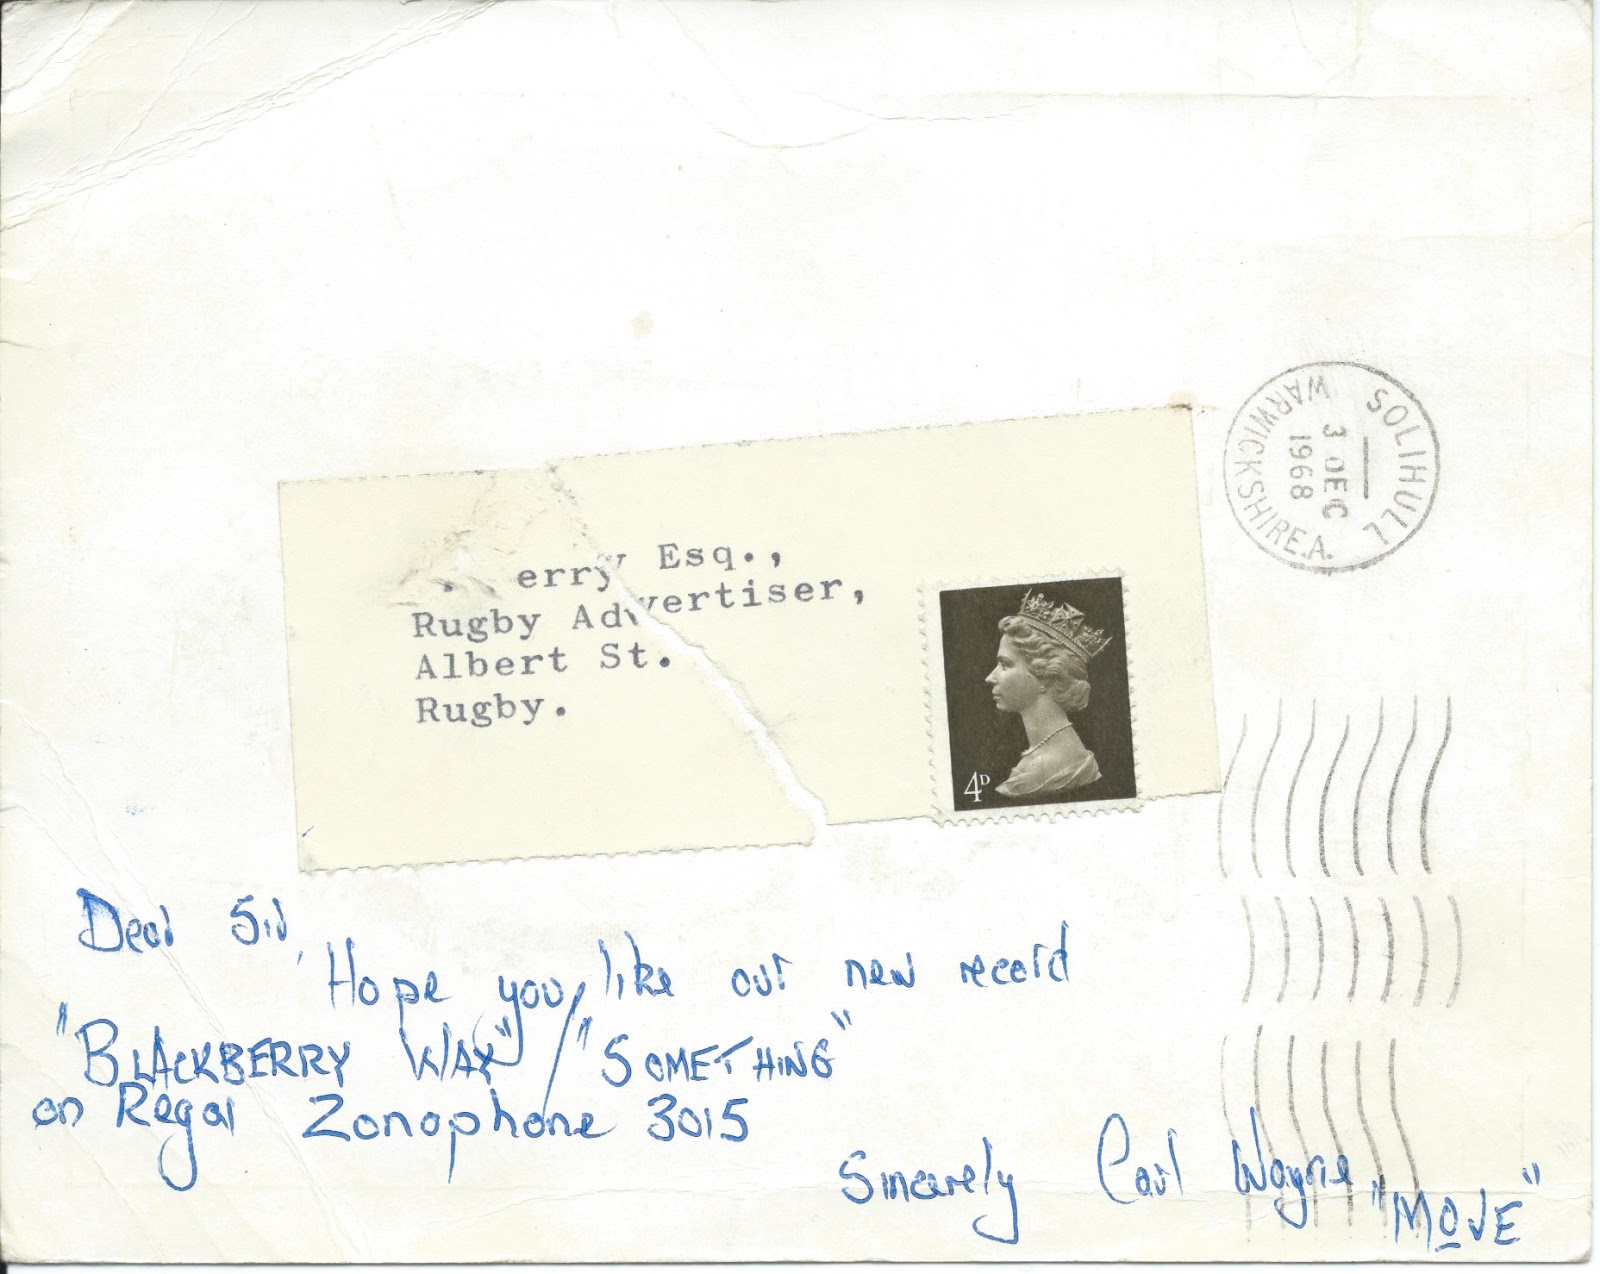 SOLIHULL
3 DEC
1968
WARWICKSHIRE.A.
erry Esq.,
Rugby Advertiser,
Albert St.
Rugby.
4D
Dear Sir,
Hope you like our new record
"BLACKBERRY WAY" / "SOMETHING"
on Regal Zonophone 3015
Sincerely Carl Wayne
"MOVE"